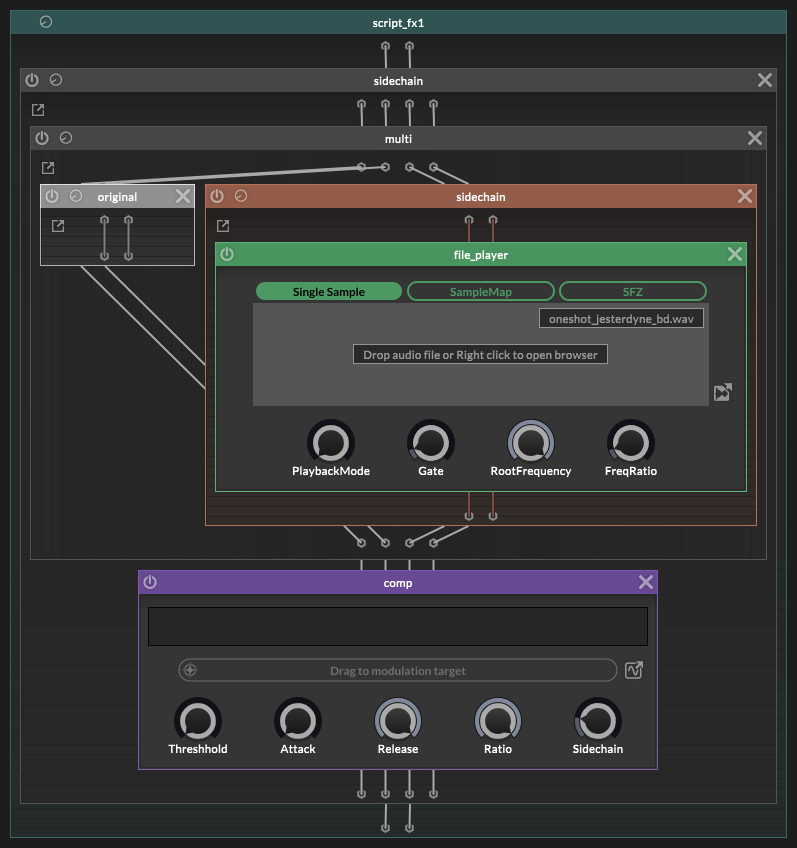 script_fx1
sidechain
multi
original
sidechain
file_player
Single Sample
SampleMap
SFZ
oneshot_jesterdyne_bd.wav
Drop audio file or Right click to open browser
PlaybackMode
Gate
RootFrequency
FreqRatio
comp
Drag to modulation target
Threshhold
Attack
Release
Ratio
Sidechain